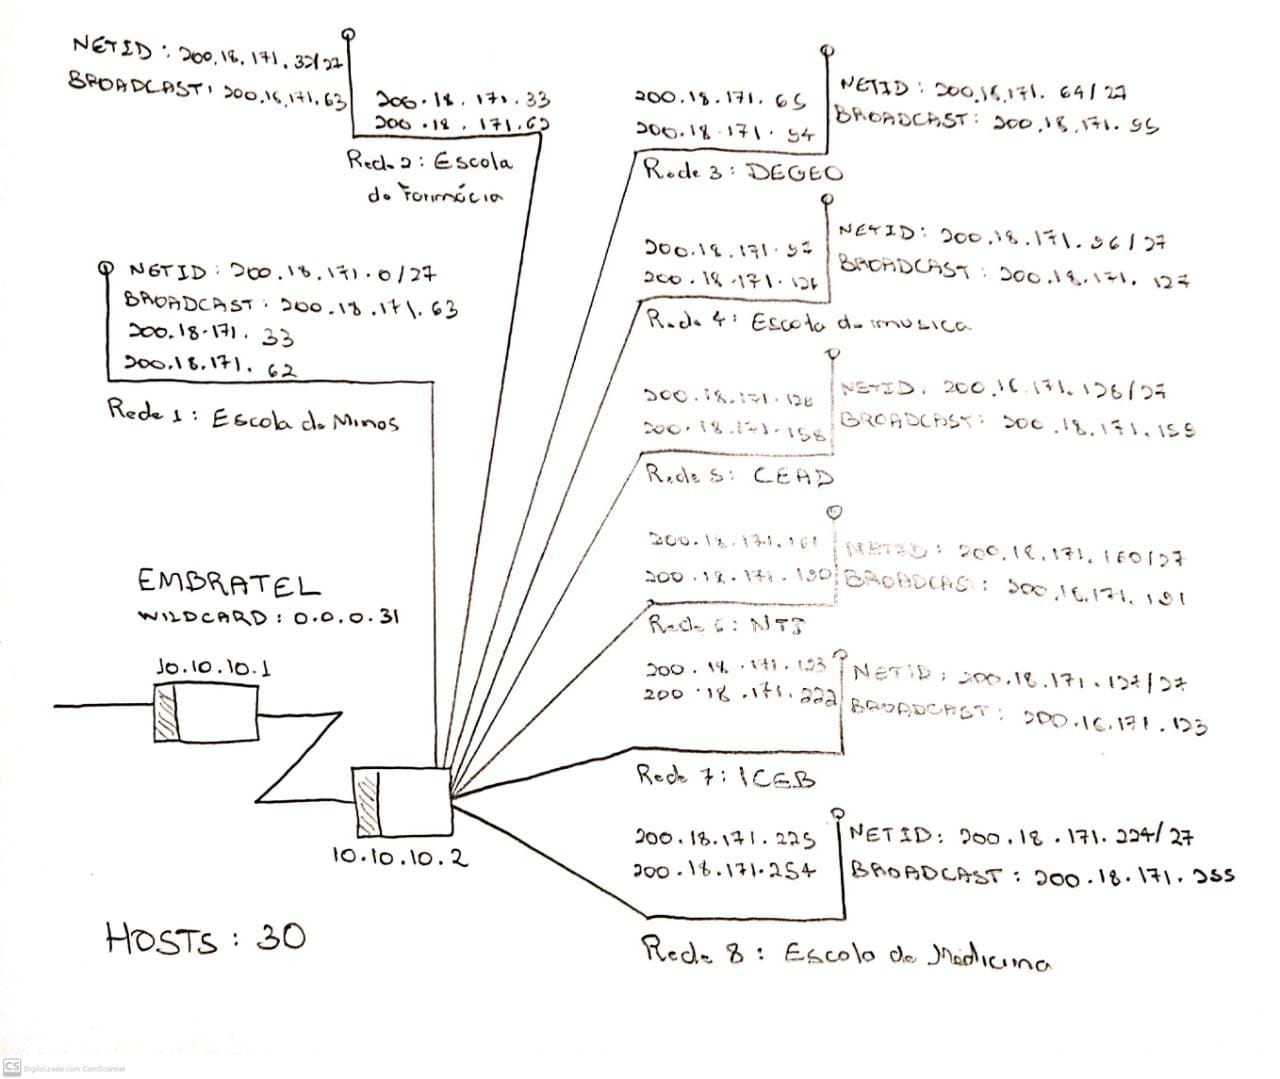 NETID: 200.18.171.32/27
BROADCAST: 200.18.171.63
200.18.171.33
200.18.171.62
Rede 2: Escola
de Farmácia
200.18.171.65
200.18.171.94
NETID: 200.18.171.64/27
BROADCAST: 200.18.171.95
Rede 3: DEGEO
200.18.171.97
200.18.171.126
NETID: 200.18.171.96/27
BROADCAST: 200.18.171.127
Rede 4: Escola de musica
NETID: 200.18.171.0/27
BROADCAST: 200.18.171.63
200.18.171.33
200.18.171.62
Rede 1: Escola de Minas
200.18.171.128
200.18.171.158
NETID: 200.18.171.128/27
BROADCAST: 200.18.171.159
Rede 5: CEAD
200.18.171.161
200.18.171.190
NETID: 200.18.171.160/27
BROADCAST: 200.18.171.191
Rede 6: NTI
EMBRATEL
WILDCARD: 0.0.0.31
10.10.10.1
10.10.10.2
200.18.171.193
200.18.171.222
NETID: 200.18.171.127/27
BROADCAST: 200.18.171.123
Rede 7: ICEB
200.18.171.225
200.18.171.254
NETID: 200.18.171.224/27
BROADCAST: 200.18.171.255
Rede 8: Escola de Medicina
HOSTS: 30
CS Digitalizado com CamScanner